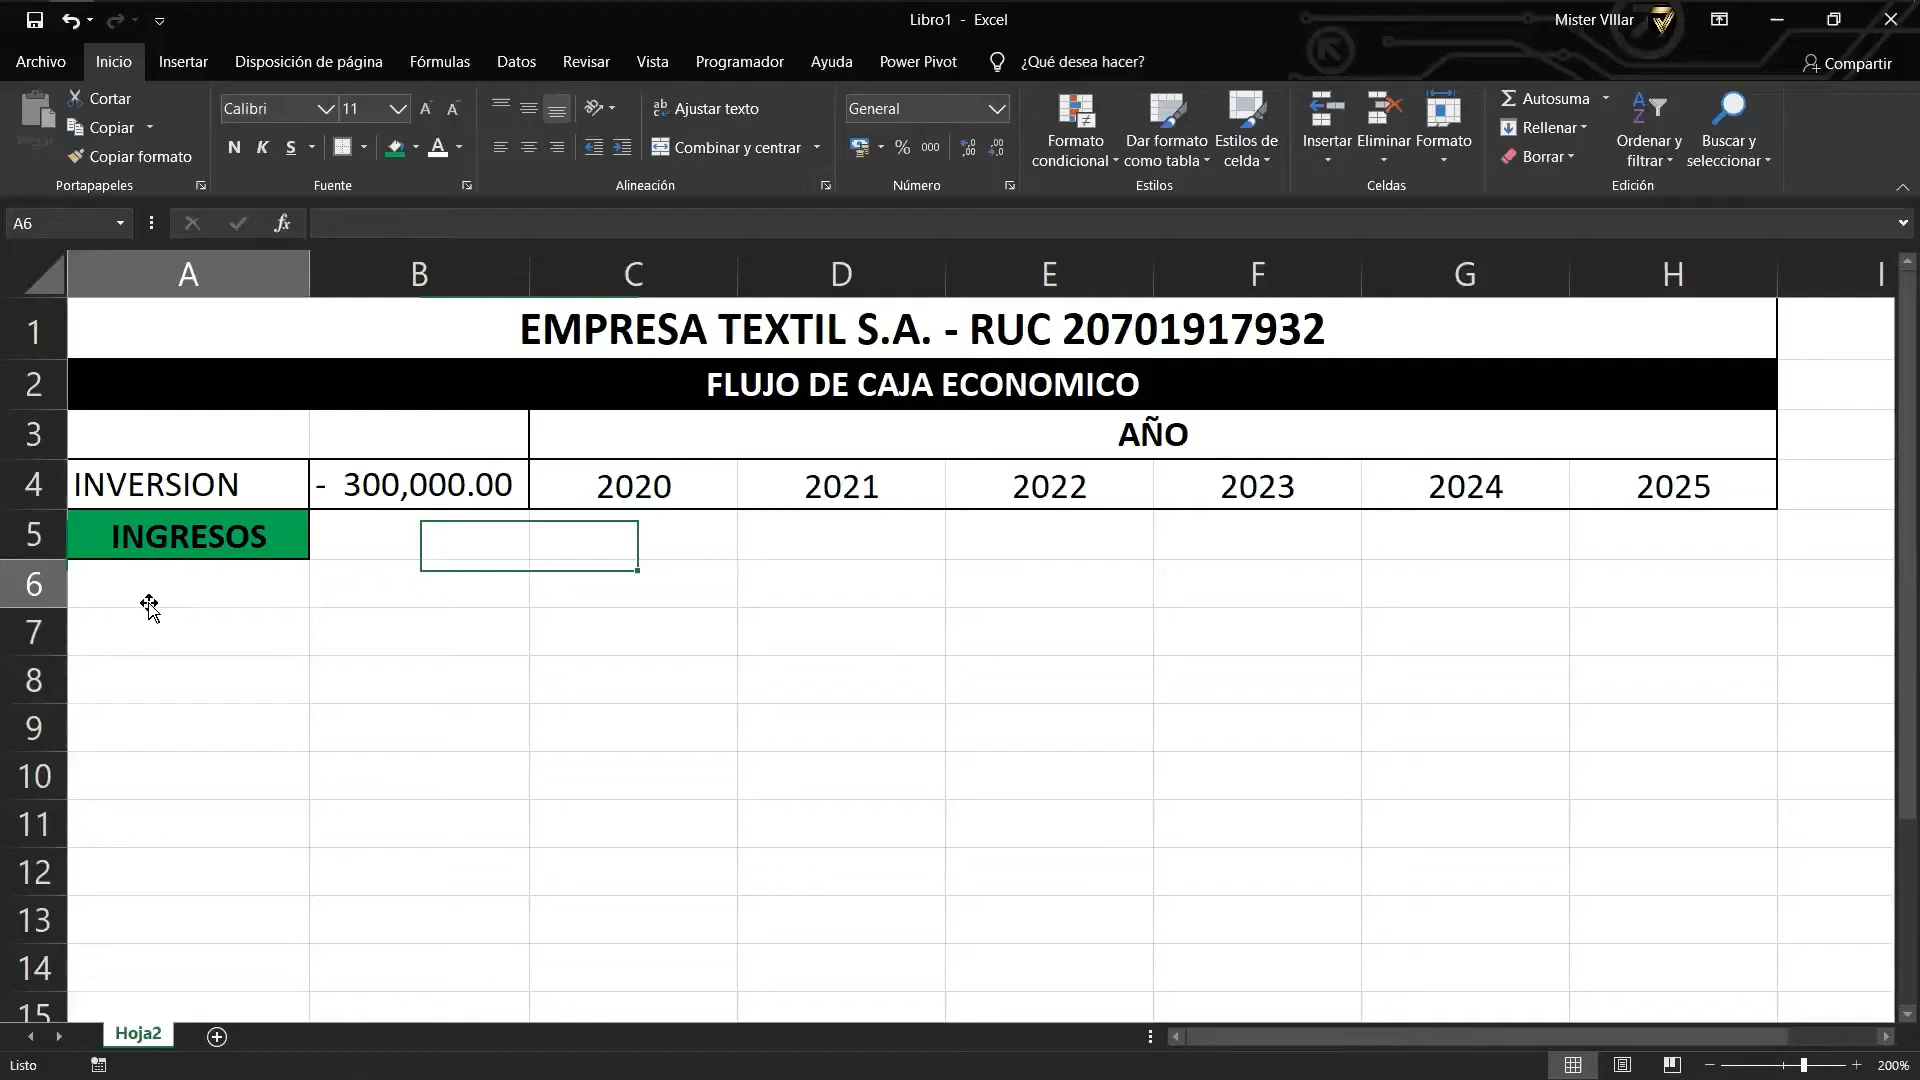 Libro1 - Excel
Mister VIllar
Archivo Inicio Insertar Disposición de página Fórmulas Datos Revisar Vista Programador Ayuda Power Pivot ¿Qué desea hacer? Compartir
Cortar
Copiar
Copiar formato
Portapapeles
Calibri 11
N K S
Fuente
Ajustar texto
Combinar y centrar
Alineación
General
% 000
Número
Formato condicional
Dar formato como tabla
Estilos de celda
Estilos
Insertar Eliminar Formato
Celdas
Autosuma
Rellenar
Borrar
Ordenar y filtrar
Buscar y seleccionar
Edición
A6 fx
A B C D E F G H I
1 EMPRESA TEXTIL S.A. - RUC 20701917932
2 FLUJO DE CAJA ECONOMICO
3 AÑO
4 INVERSION - 300,000.00 2020 2021 2022 2023 2024 2025
5 INGRESOS
6
7
8
9
10
11
12
13
14
15
Hoja2
Listo 200%